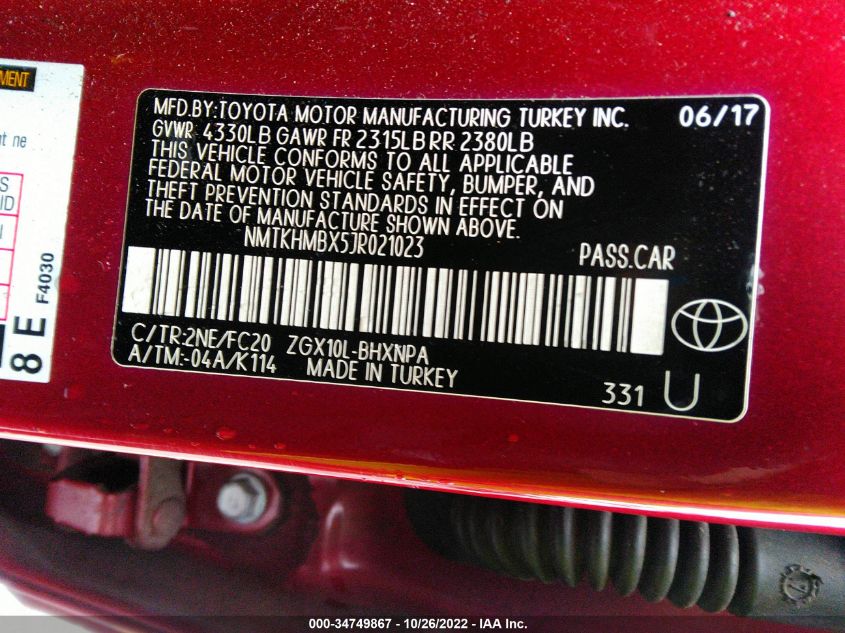 MENT
t ne
S
ID
N
8 E F4030
MFD.BY:TOYOTA MOTOR MANUFACTURING TURKEY INC. 06/17
GVWR 4330LB GAWR FR 2315LB RR 2380LB
THIS VEHICLE CONFORMS TO ALL APPLICABLE
FEDERAL MOTOR VEHICLE SAFETY, BUMPER, AND
THEFT PREVENTION STANDARDS IN EFFECT ON
THE DATE OF MANUFACTURE SHOWN ABOVE.
NMTKHMBX5JR021023 PASS.CAR
C/TR:2NE/FC20 ZGX10L-BHXNPA
A/TM:-04A/K114 MADE IN TURKEY
331 U
000-34749867 - 10/26/2022 - IAA Inc.